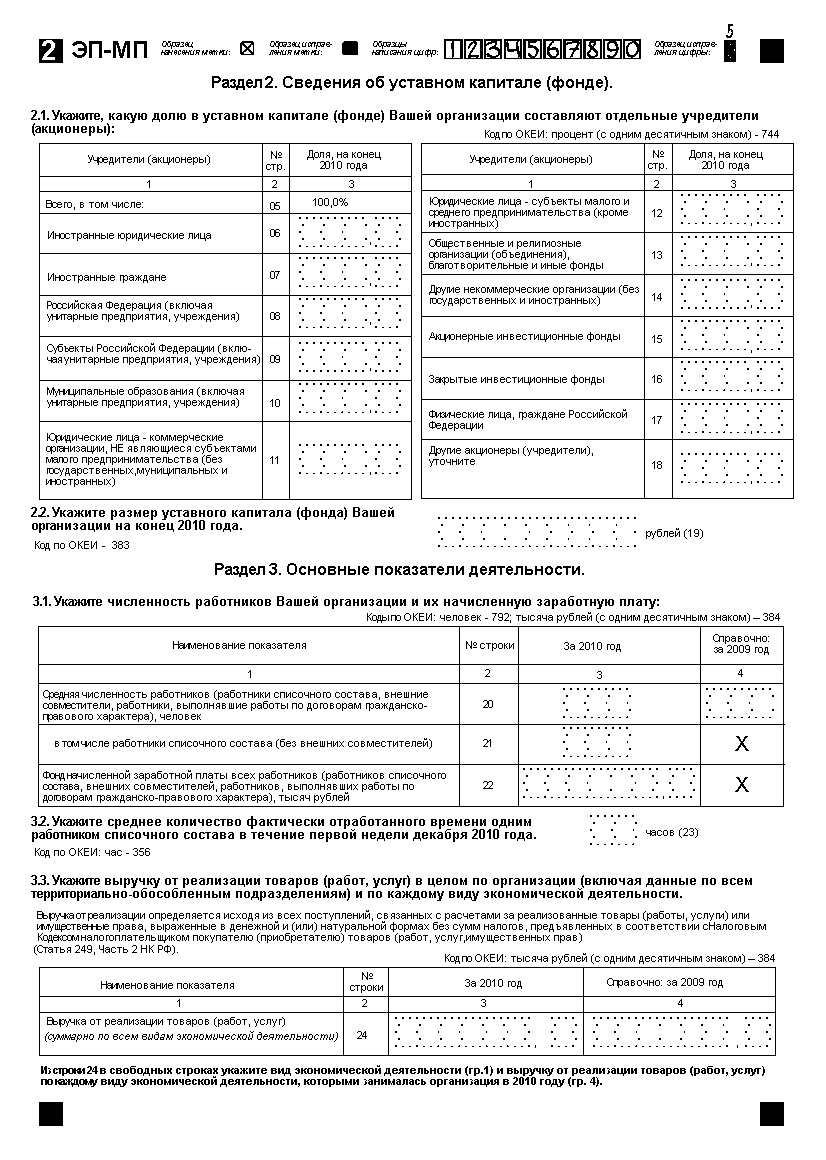 5
2 ЭП-МП Образец нанесения метки: Образец исправления метки: Образцы написания цифр: 1234567890 Образец исправления цифры:
Раздел 2. Сведения об уставном капитале (фонде).
2.1. Укажите, какую долю в уставном капитале (фонде) Вашей организации составляют отдельные учредители
(акционеры):
Код по ОКЕИ: процент (с одним десятичным знаком) - 744
Учредители (акционеры)
№
стр.
Доля, на конец
2010 года
1 2 3
Всего, в том числе: 05 100,0%
Иностранные юридические лица 06
Иностранные граждане 07
Российская Федерация (включая
унитарные предприятия, учреждения) 08
Субъекты Российской Федерации (вклю-
чая унитарные предприятия, учреждения) 09
Муниципальные образования (включая
унитарные предприятия, учреждения) 10
Юридические лица - коммерческие
организации, НЕ являющиеся субъектами
малого предпринимательства (без 11
государственных,муниципальных и
иностранных)
Учредители (акционеры)
№
стр.
Доля, на конец
2010 года
1 2 3
Юридические лица - субъекты малого и
среднего предпринимательства (кроме 12
иностранных)
Общественные и религиозные
организации (объединения), 13
благотворительные и иные фонды
Другие некоммерческие организации (без
государственных и иностранных) 14
Акционерные инвестиционные фонды 15
Закрытые инвестиционные фонды 16
Физические лица, граждане Российской
Федерации 17
Другие акционеры (учредители),
уточните 18
2.2. Укажите размер уставного капитала (фонда) Вашей
организации на конец 2010 года.
рублей (19)
Код по ОКЕИ - 383
Раздел 3. Основные показатели деятельности.
3.1. Укажите численность работников Вашей организации и их начисленную заработную плату:
Коды по ОКЕИ: человек - 792; тысяча рублей (с одним десятичным знаком) – 384
Наименование показателя № строки За 2010 год Справочно:
за 2009 год
1 2 3 4
Средняя численность работников (работники списочного состава, внешние
совместители, работники, выполнявшие работы по договорам гражданско- 20
правового характера), человек
в том числе работники списочного состава (без внешних совместителей) 21 X
Фонд начисленной заработной платы всех работников (работников списочного
состава, внешних совместителей, работников, выполнявших работы по 22 X
договорам гражданско-правового характера), тысяч рублей
3.2. Укажите среднее количество фактически отработанного времени одним
работником списочного состава в течение первой недели декабря 2010 года.
часов (23)
Код по ОКЕИ: час - 356
3.3. Укажите выручку от реализации товаров (работ, услуг) в целом по организации (включая данные по всем
территориально-обособленным подразделениям) и по каждому виду экономической деятельности.
Выручка от реализации определяется исходя из всех поступлений, связанных с расчетами за реализованные товары (работы, услуги) или
имущественные права, выраженные в денежной и (или) натуральной формах без сумм налогов, предъявленных в соответствии с Налоговым
Кодексом налогоплательщиком покупателю (приобретателю) товаров (работ, услуг,имущественных прав)
(Статья 249, Часть 2 НК РФ).
Код по ОКЕИ: тысяча рублей (с одним десятичным знаком) – 384
Наименование показателя № строки За 2010 год Справочно: за 2009 год
1 2 3 4
Выручка от реализации товаров (работ, услуг)
(суммарно по всем видам экономической деятельности) 24
Из строки 24 в свободных строках укажите вид экономической деятельности (гр.1) и выручку от реализации товаров (работ, услуг)
по каждому виду экономической деятельности, которыми занималась организация в 2010 году (гр. 4).